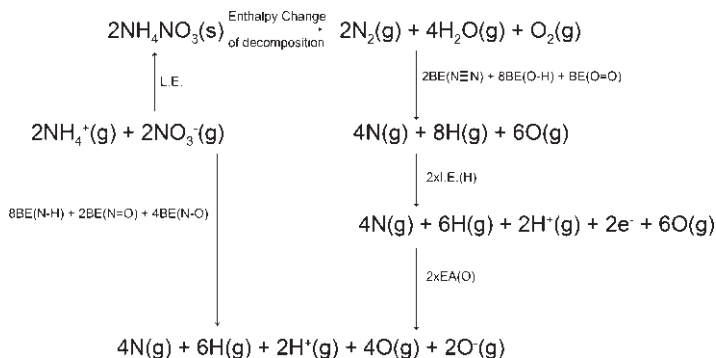 2NH₄NO₃(s) Enthalpy Change of decomposition 2N₂(g) + 4H₂O(g) + O₂(g)
L.E.
2BE(N≡N) + 8BE(O-H) + BE(O=O)
2NH₄⁺(g) + 2NO₃⁻(g)
4N(g) + 8H(g) + 6O(g)
2xI.E.(H)
8BE(N-H) + 2BE(N=O) + 4BE(N-O)
4N(g) + 6H(g) + 2H⁺(g) + 2e⁻ + 6O(g)
2xEA(O)
4N(g) + 6H(g) + 2H⁺(g) + 4O(g) + 2O⁻(g)